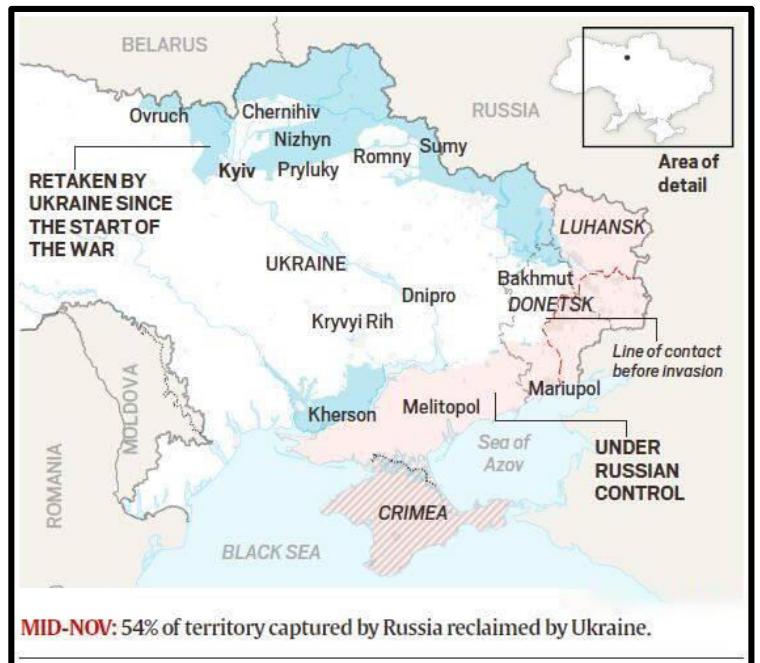 BELARUS
RUSSIA
Ovruch
Chernihiv
Nizhyn
Sumy
Romny
Kyiv
Pryluky
Area of
detail
RETAKEN BY
UKRAINE SINCE
THE START OF
THE WAR
LUHANSK
UKRAINE
Bakhmut
Dnipro
DONETSK
Kryvyi Rih
Line of contact
before invasion
MOLDOVA
Mariupol
Kherson
Melitopol
Sea of
Azov
UNDER
RUSSIAN
CONTROL
ROMANIA
CRIMEA
BLACK SEA
MID-NOV: 54% of territory captured by Russia reclaimed by Ukraine.